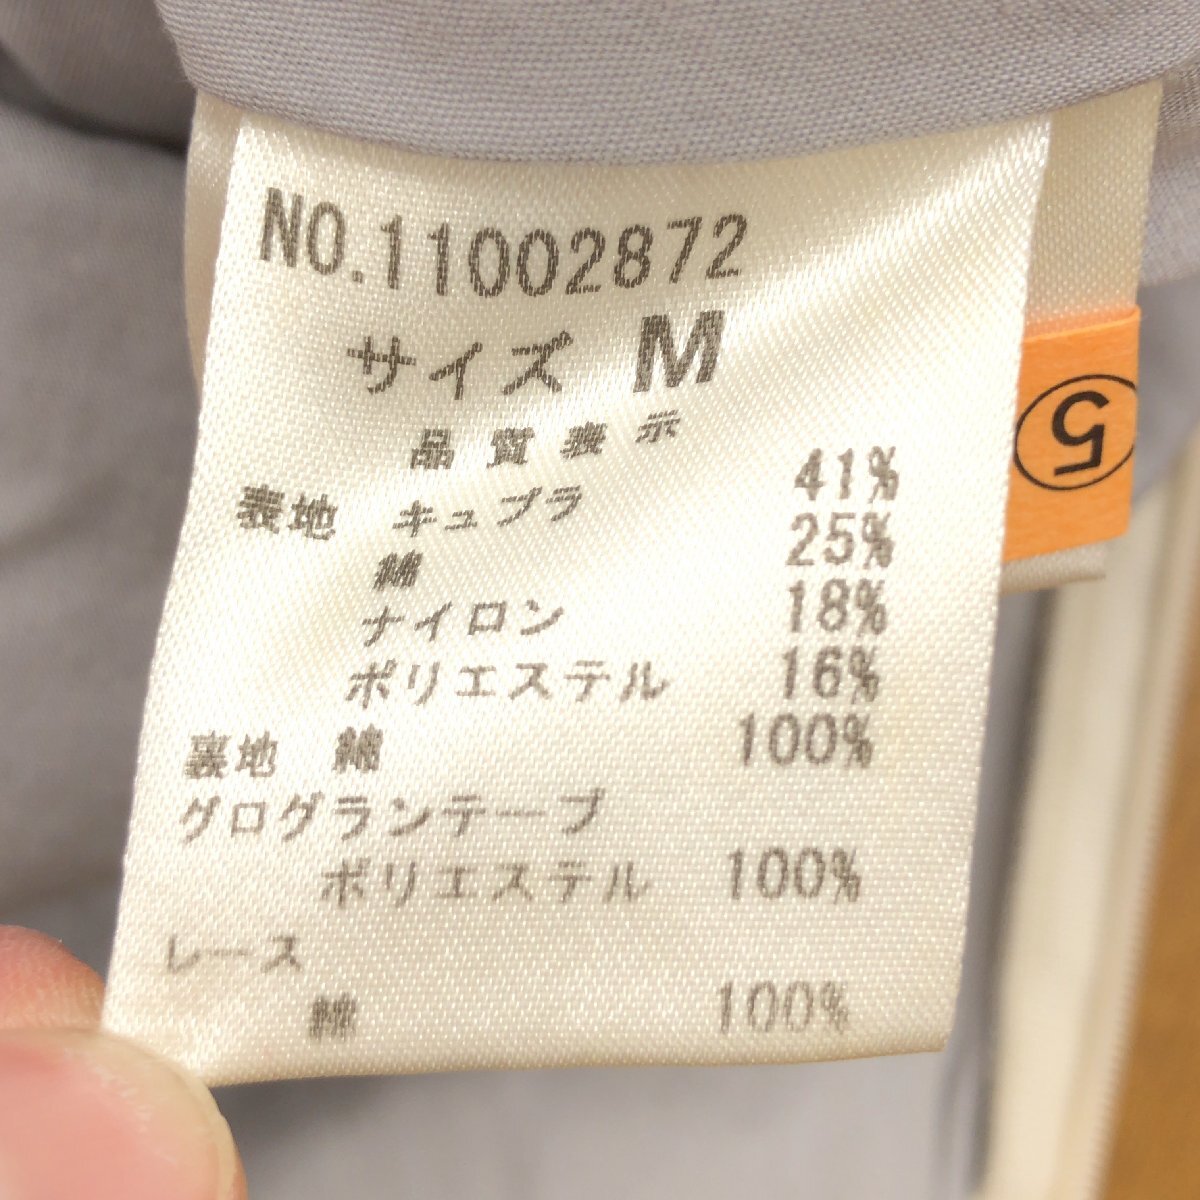 NO.11002872
サイズ M
品質表示
表地 キュプラ 41%
綿 25%
ナイロン 18%
ポリエステル 16%
裏地 綿 100%
グログランテープ
ポリエステル 100%
レース
綿 100%
5